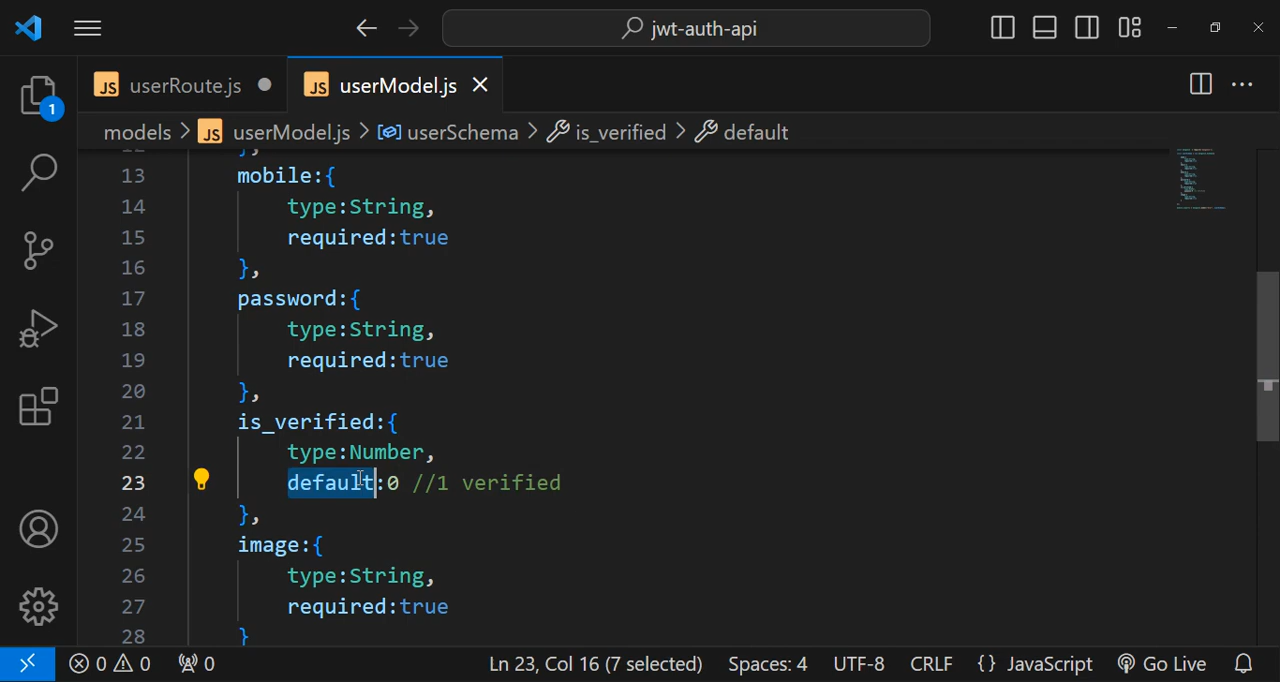 jwt-auth-api
JS userRoute.js
JS userModel.js
1
models > JS userModel.js > userSchema > is_verified > default
13 mobile:{
14 type:String,
15 required:true
16 },
17 password:{
18 type:String,
19 required:true
20 },
21 is_verified:{
22 type:Number,
23 default:0 //1 verified
24 },
25 image:{
26 type:String,
27 required:true
28 }
0 0 0 Ln 23, Col 16 (7 selected) Spaces: 4 UTF-8 CRLF {} JavaScript Go Live